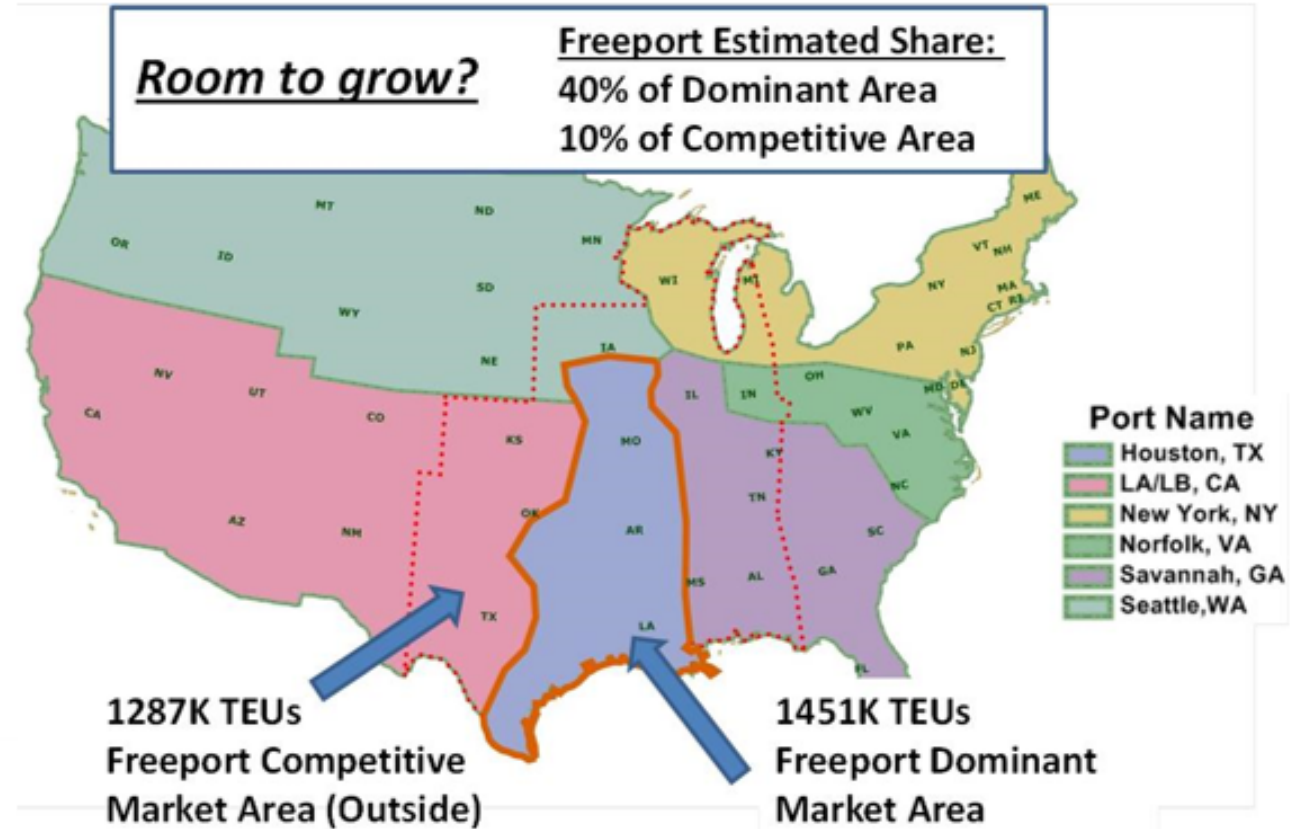 Room to grow?
Freeport Estimated Share:
40% of Dominant Area
10% of Competitive Area
ME
MT
ND
MN
OR
ID
VT
NH
WI
MI
NY
MA
CT RI
SD
WY
NE
IA
PA
NJ
NV
UT
CO
IL
IN
OH
MD
DE
WV
VA
CA
KS
MO
KY
NC
AZ
NM
OK
AR
TN
SC
MS
AL
GA
TX
LA
FL
Port Name
Houston, TX
LA/LB, CA
New York, NY
Norfolk, VA
Savannah, GA
Seattle,WA
1287K TEUs
Freeport Competitive
Market Area (Outside)
1451K TEUs
Freeport Dominant
Market Area